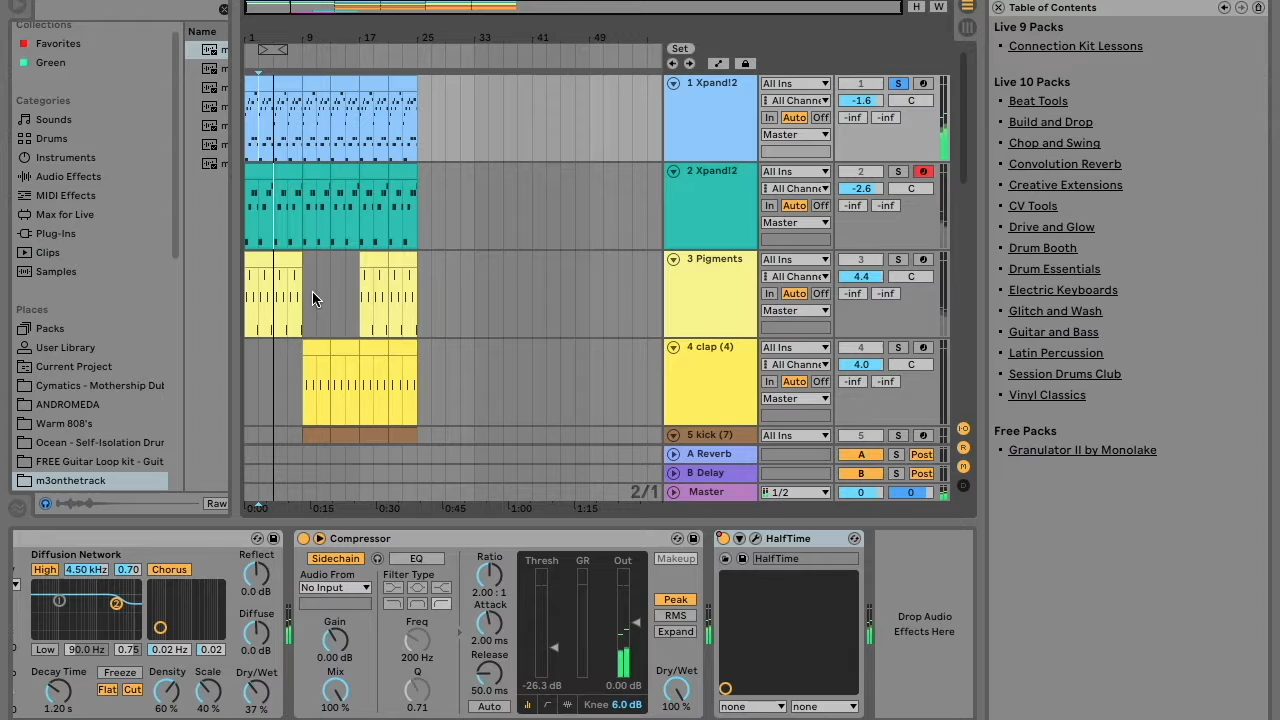 Collections
Favorites
Green
Categories
Sounds
Drums
Instruments
Audio Effects
MIDI Effects
Max for Live
Plug-Ins
Clips
Samples
Places
Packs
User Library
Current Project
Cymatics - Mothership Dub
ANDROMEDA
Warm 808's
Ocean - Self-Isolation Drum
FREE Guitar Loop kit - Guit
m3onthetrack
Name
Raw
1 9 17 25 33 41 49
H W
Set
1 Xpand!2 All Ins 1 S
All Channe -1.6 C
In Auto Off -inf -inf
Master
2 Xpand!2 All Ins 2 S
All Channe -2.6 C
In Auto Off -inf -inf
Master
3 Pigments All Ins 3 S
All Channe 4.4 C
In Auto Off -inf -inf
Master
4 clap (4) All Ins 4 S
All Channe 4.0 C
In Auto Off -inf -inf
Master
5 kick (7) All Ins 5 S
A Reverb A S Post
B Delay B S Post
2/1 Master 1/2 0 0
0:00 0:15 0:30 0:45 1:00 1:15
Table of Contents
Live 9 Packs
Connection Kit Lessons
Live 10 Packs
Beat Tools
Build and Drop
Chop and Swing
Convolution Reverb
Creative Extensions
CV Tools
Drive and Glow
Drum Booth
Drum Essentials
Electric Keyboards
Glitch and Wash
Guitar and Bass
Latin Percussion
Session Drums Club
Vinyl Classics
Free Packs
Granulator II by Monolake
Diffusion Network
High 4.50 kHz 0.70 Chorus
Low 90.0 Hz 0.75 0.02 Hz 0.02
Decay Time
1.20 s
Freeze
Flat Cut
Density
60 %
Scale
40 %
Reflect
0.0 dB
Diffuse
0.0 dB
Dry/Wet
37 %
Compressor
Sidechain EQ
Audio From Filter Type
No Input
Gain
0.00 dB
Freq
200 Hz
Mix
100 %
Q
0.71
Ratio
2.00 : 1
Attack
2.00 ms
Release
50.0 ms
Auto
Thresh GR Out
-26.3 dB 0.00 dB
Knee 6.0 dB
Makeup
Peak
RMS
Expand
Dry/Wet
100 %
HalfTime
HalfTime
none none
Drop Audio
Effects Here